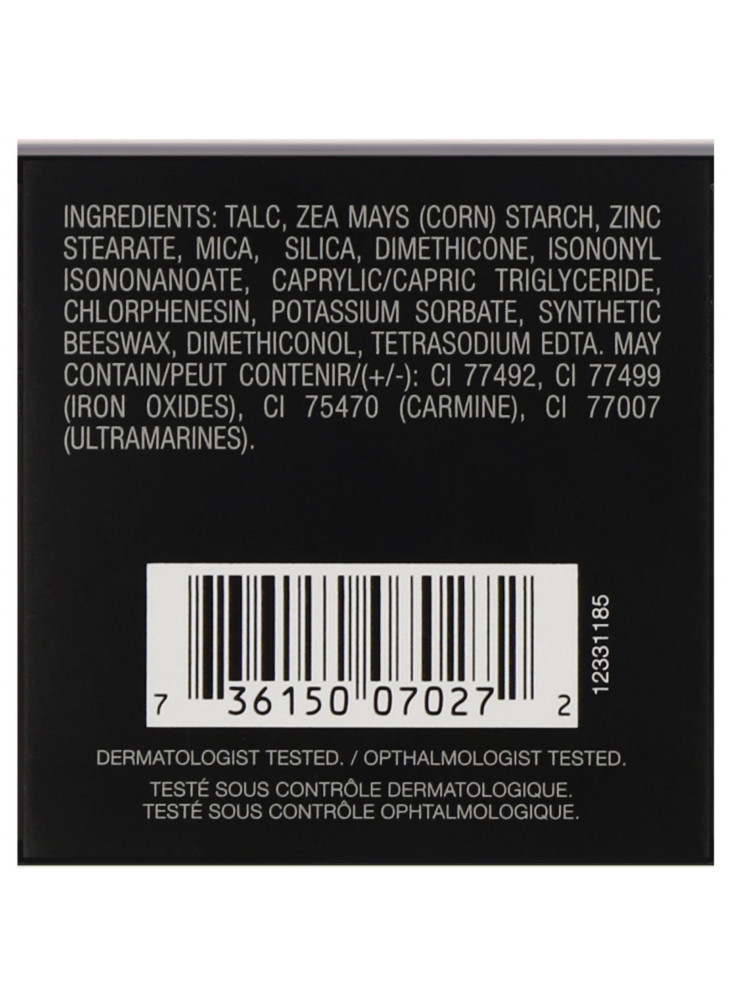 INGREDIENTS: TALC, ZEA MAYS (CORN) STARCH, ZINC
STEARATE, MICA, SILICA, DIMETHICONE, ISONONYL
ISONONANOATE, CAPRYLIC/CAPRIC TRIGLYCERIDE,
CHLORPHENESIN, POTASSIUM SORBATE, SYNTHETIC
BEESWAX, DIMETHICONOL, TETRASODIUM EDTA. MAY
CONTAIN/PEUT CONTENIR/(+/-): CI 77492, CI 77499
(IRON OXIDES), CI 75470 (CARMINE), CI 77007
(ULTRAMARINES).
7 36150 07027 2
12331185
DERMATOLOGIST TESTED. / OPTHALMOLOGIST TESTED.
TESTÉ SOUS CONTRÔLE DERMATOLOGIQUE.
TESTÉ SOUS CONTRÔLE OPHTALMOLOGIQUE.